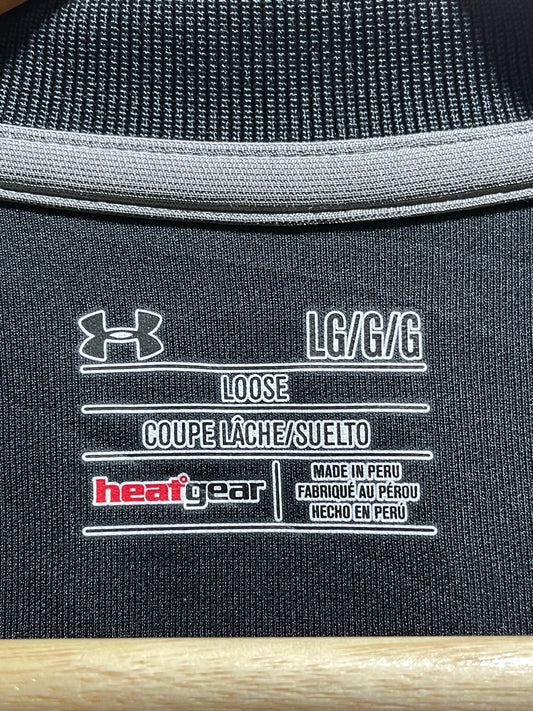 LG/G/G
LOOSE
COUPE LÂCHE/SUELTO
heatgear
MADE IN PERU
FABRIQUÉ AU PÉROU
HECHO EN PERÚ